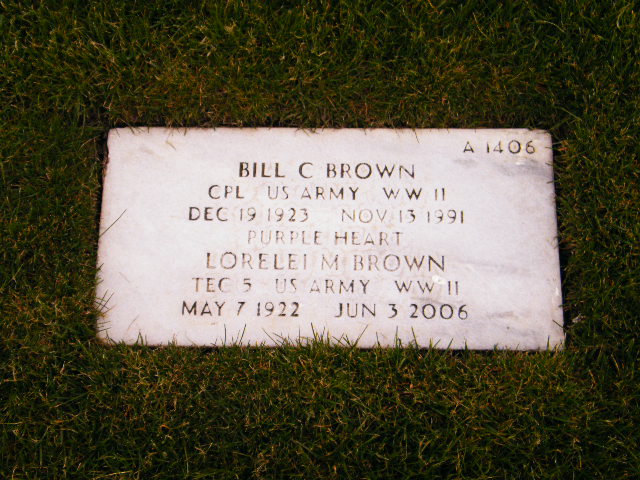 A 1406
BILL C BROWN
CPL US ARMY WW II
DEC 19 1923 NOV 13 1991
PURPLE HEART
LORELEI M BROWN
TEC 5 US ARMY WW II
MAY 7 1922 JUN 3 2006